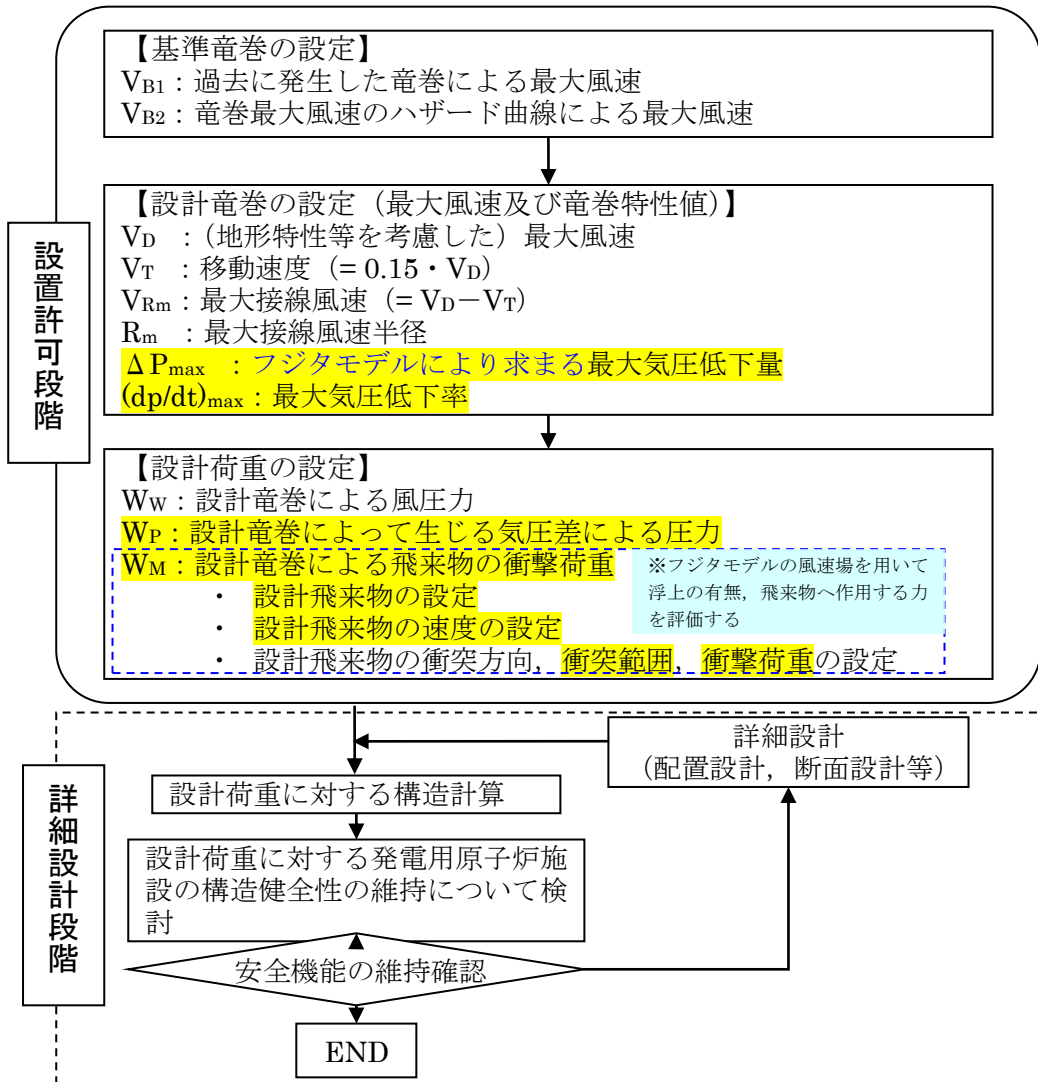 【基準竜巻の設定】
VB1：過去に発生した竜巻による最大風速
VB2：竜巻最大風速のハザード曲線による最大風速
【設計竜巻の設定（最大風速及び竜巻特性値）】
VD ：（地形特性等を考慮した）最大風速
VT ：移動速度（= 0.15・VD）
VRm：最大接線風速（= VD－VT）
Rm ：最大接線風速半径
ΔPmax ：フジタモデルにより求まる最大気圧低下量
(dp/dt)max：最大気圧低下率
設置許可段階
【設計荷重の設定】
WW：設計竜巻による風圧力
WP：設計竜巻によって生じる気圧差による圧力
WM：設計竜巻による飛来物の衝撃荷重
・ 設計飛来物の設定
・ 設計飛来物の速度の設定
・ 設計飛来物の衝突方向，衝突範囲，衝撃荷重の設定
※フジタモデルの風速場を用いて
浮上の有無，飛来物へ作用する力
を評価する
詳細設計
（配置設計，断面設計等）
設計荷重に対する構造計算
詳細設計段階
設計荷重に対する発電用原子炉施
設の構造健全性の維持について検
討
安全機能の維持確認
END